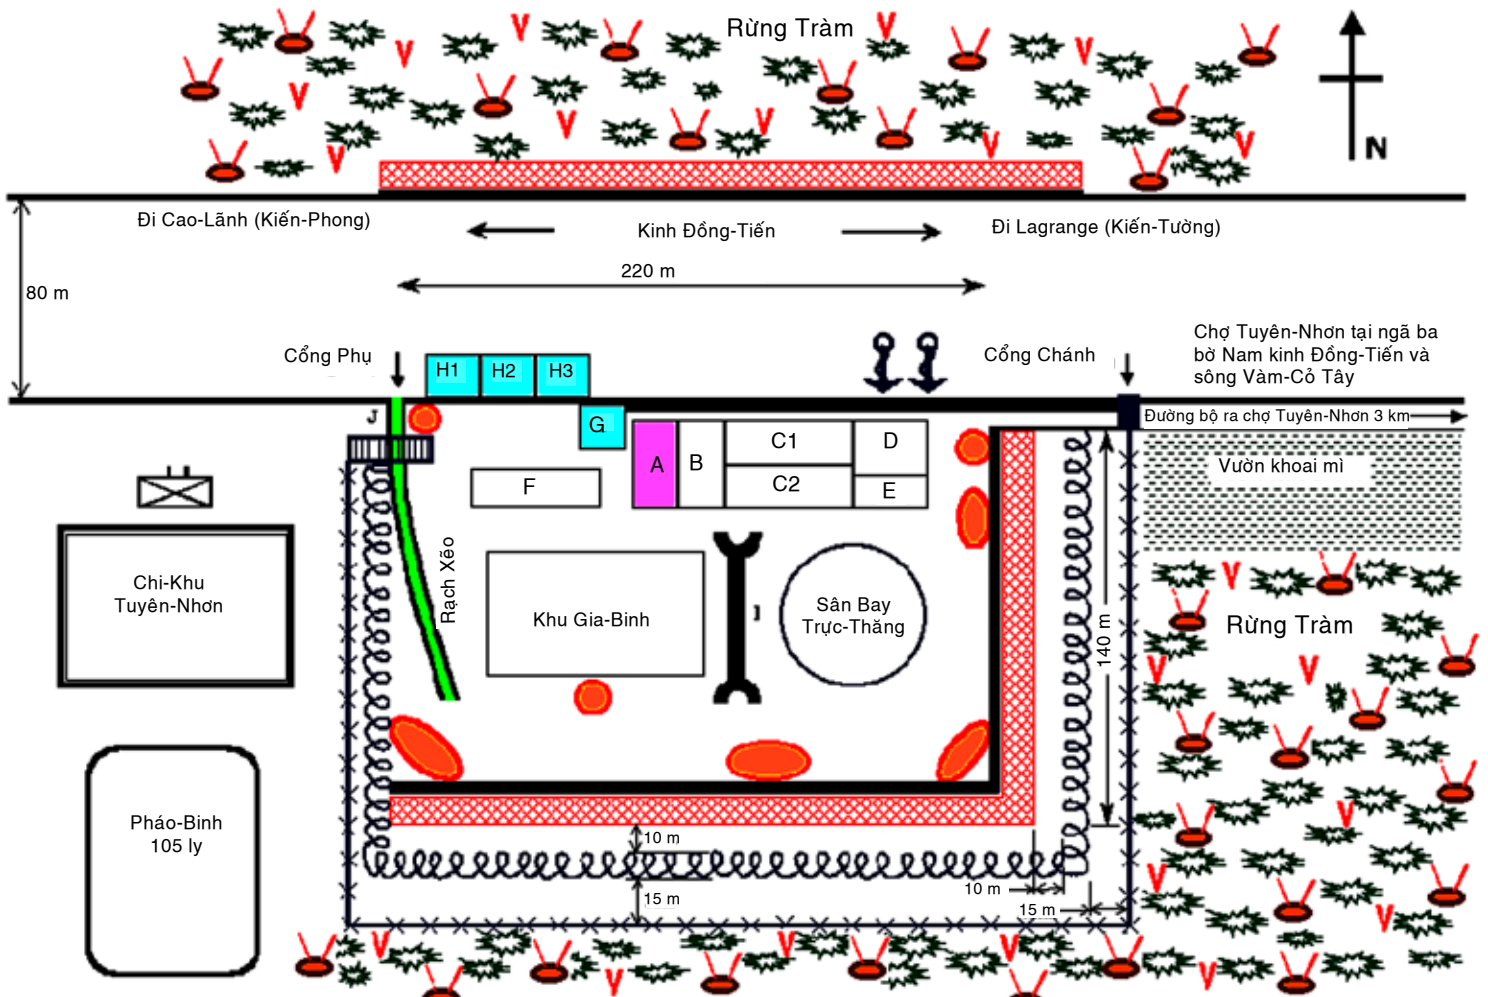 Rừng Tràm
N
Đi Cao-Lãnh (Kiến-Phong)
Kinh Đồng-Tiến
Đi Lagrange (Kiến-Tường)
220 m
80 m
Cổng Phụ
H1
H2
H3
Cổng Chánh
Chợ Tuyên-Nhơn tại ngã ba
bờ Nam kinh Đồng-Tiến và
sông Vàm-Cỏ Tây
J
G
Đường bộ ra chợ Tuyên-Nhơn 3 km
A
B
C1
C2
D
E
F
Vườn khoai mì
Rạch Xẽo
Chi-Khu
Tuyên-Nhơn
Khu Gia-Binh
I
Sân Bay
Trực-Thăng
140 m
Rừng Tràm
Pháo-Binh
105 ly
10 m
15 m
10 m
15 m